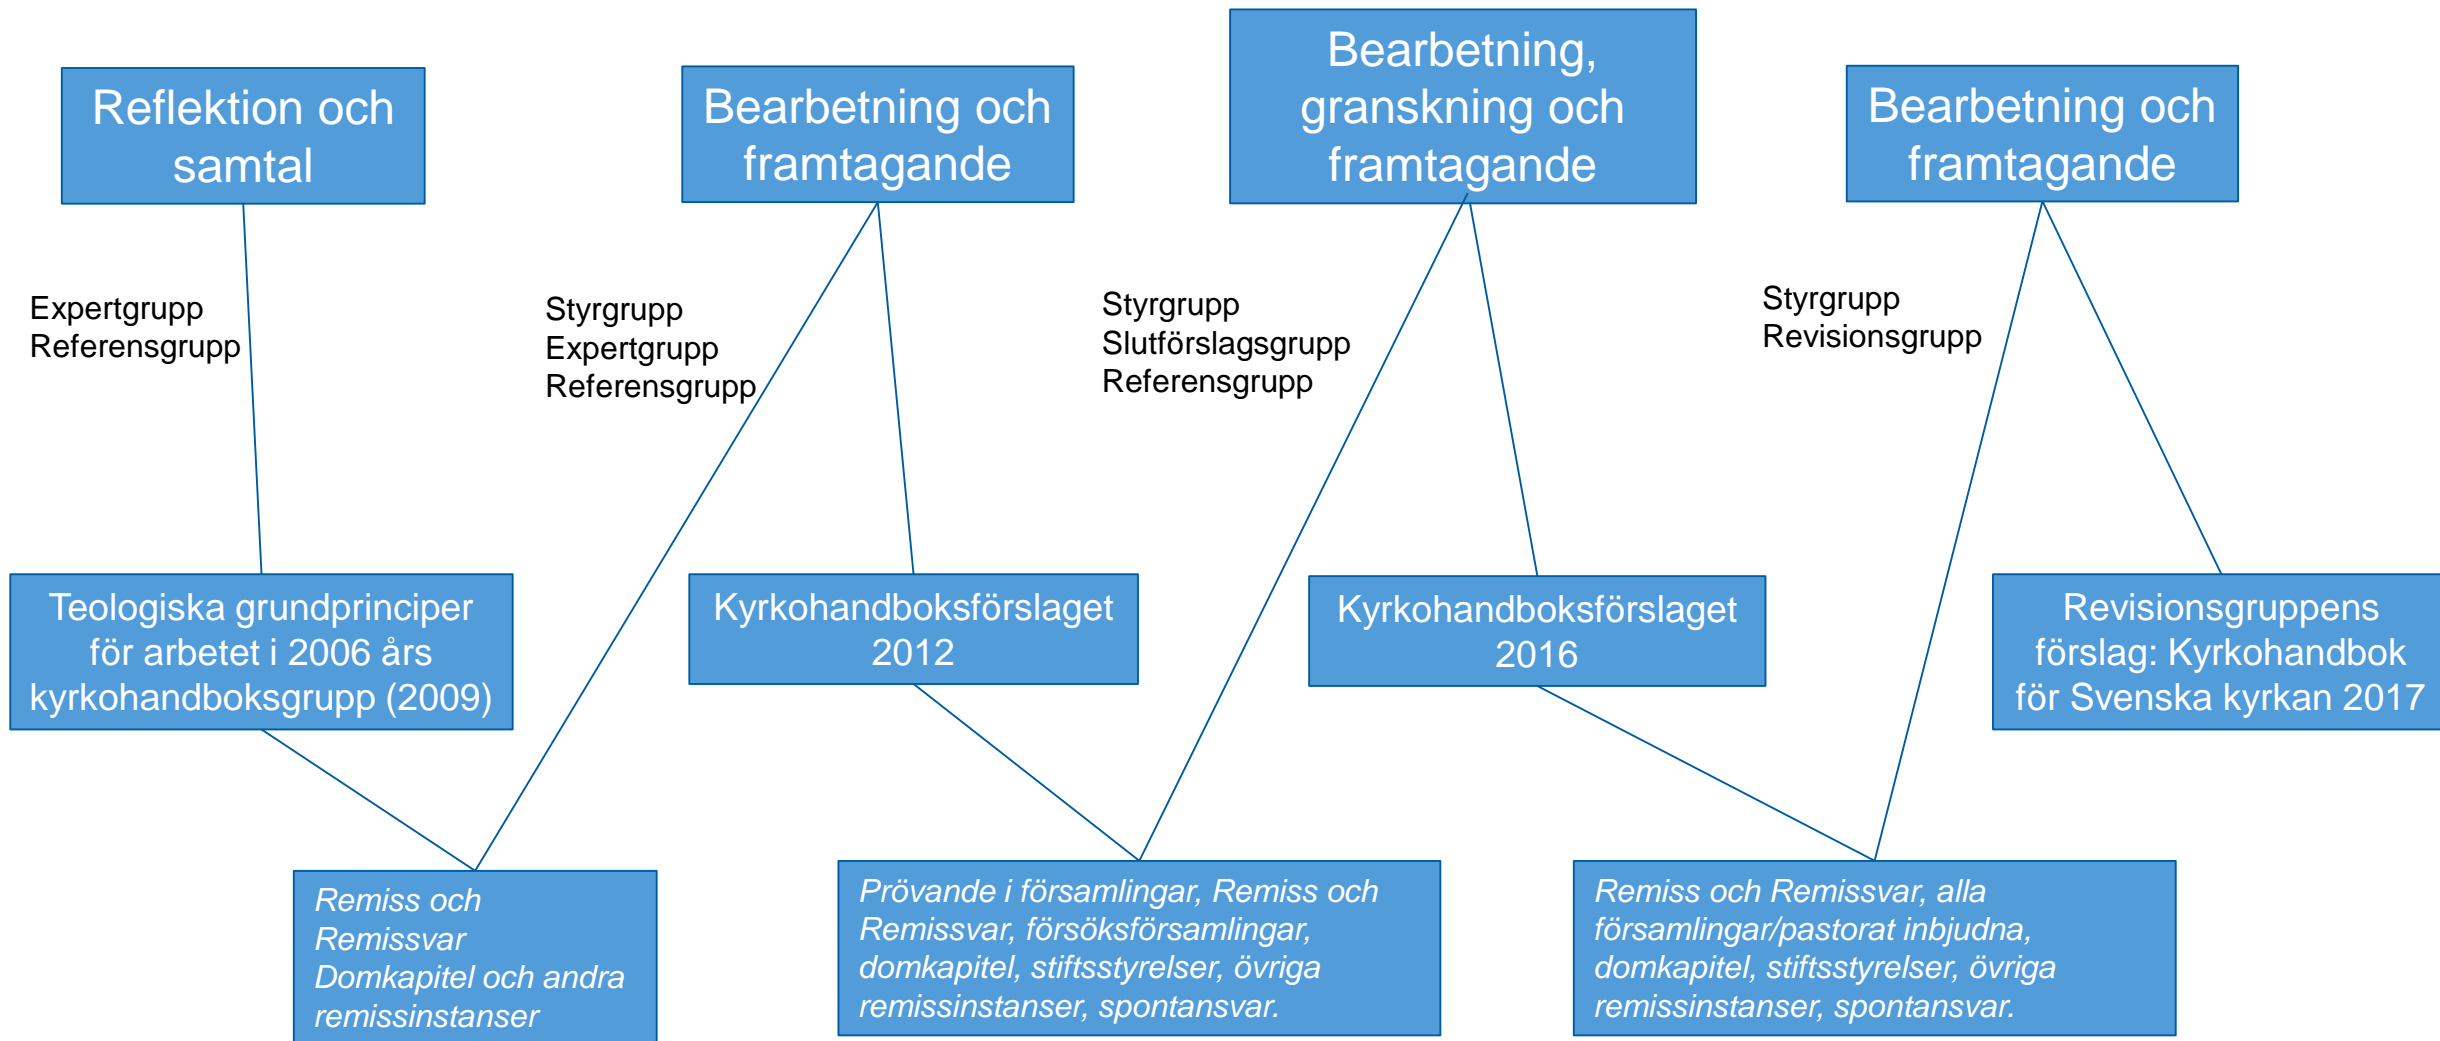 Reflektion och
samtal
Bearbetning och
framtagande
Bearbetning,
granskning och
framtagande
Bearbetning och
framtagande
Expertgrupp
Referensgrupp
Styrgrupp
Expertgrupp
Referensgrupp
Styrgrupp
Slutförslagsgrupp
Referensgrupp
Styrgrupp
Revisionsgrupp
Teologiska grundprinciper
för arbetet i 2006 års
kyrkohandboksgrupp (2009)
Kyrkohandboksförslaget
2012
Kyrkohandboksförslaget
2016
Revisionsgruppens
förslag: Kyrkohandbok
för Svenska kyrkan 2017
Remiss och
Remissvar
Domkapitel och andra
remissinstanser
Prövande i församlingar, Remiss och
Remissvar, försöksförsamlingar,
domkapitel, stiftsstyrelser, övriga
remissinstanser, spontansvar.
Remiss och Remissvar, alla
församlingar/pastorat inbjudna,
domkapitel, stiftsstyrelser, övriga
remissinstanser, spontansvar.